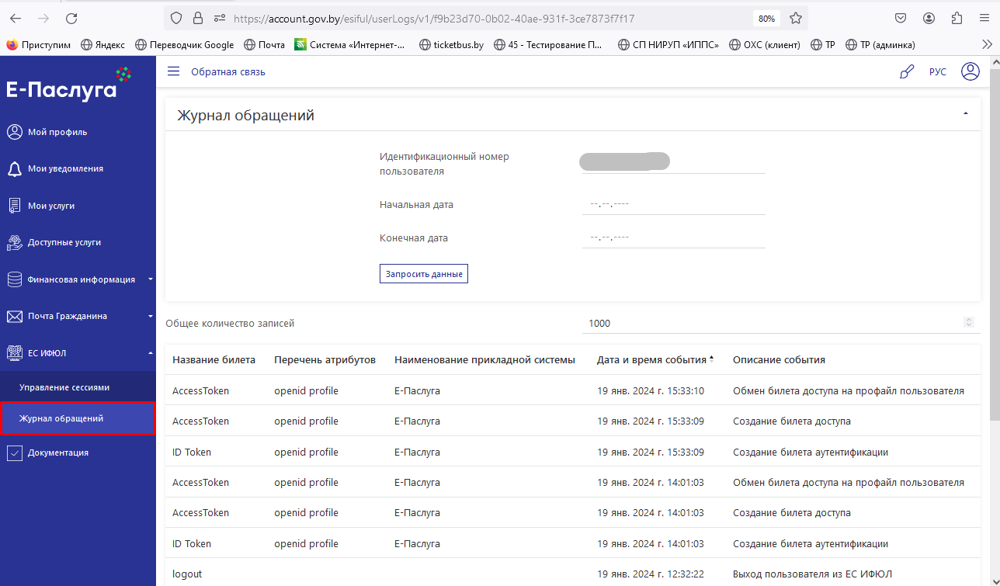 https://account.gov.by/esiful/userLogs/v1/f9b23d70-0b02-40ae-931f-3ce7873f7f17
80%
Приступим Яндекс Переводчик Google Почта Система «Интернет-... ticketbus.by 45 - Тестирование П... СП НИРУП «ИППС» ОХС (клиент) ТР ТР (админка)
Е-Паслуга
Обратная связь
РУС
Мой профиль
Мои уведомления
Мои услуги
Доступные услуги
Финансовая информация
Почта Гражданина
ЕС ИФЮЛ
Управление сессиями
Журнал обращений
Документация
Журнал обращений
Идентификационный номер
пользователя
Начальная дата
--.--.----
Конечная дата
--.--.----
Запросить данные
Общее количество записей 1000
Название билета Перечень атрибутов Наименование прикладной системы Дата и время события Описание события
AccessToken openid profile Е-Паслуга 19 янв. 2024 г. 15:33:10 Обмен билета доступа на профайл пользователя
AccessToken openid profile Е-Паслуга 19 янв. 2024 г. 15:33:09 Создание билета доступа
ID Token openid profile Е-Паслуга 19 янв. 2024 г. 15:33:09 Создание билета аутентификации
AccessToken openid profile Е-Паслуга 19 янв. 2024 г. 14:01:03 Обмен билета доступа на профайл пользователя
AccessToken openid profile Е-Паслуга 19 янв. 2024 г. 14:01:03 Создание билета доступа
ID Token openid profile Е-Паслуга 19 янв. 2024 г. 14:01:03 Создание билета аутентификации
logout 19 янв. 2024 г. 12:32:22 Выход пользователя из ЕС ИФЮЛ